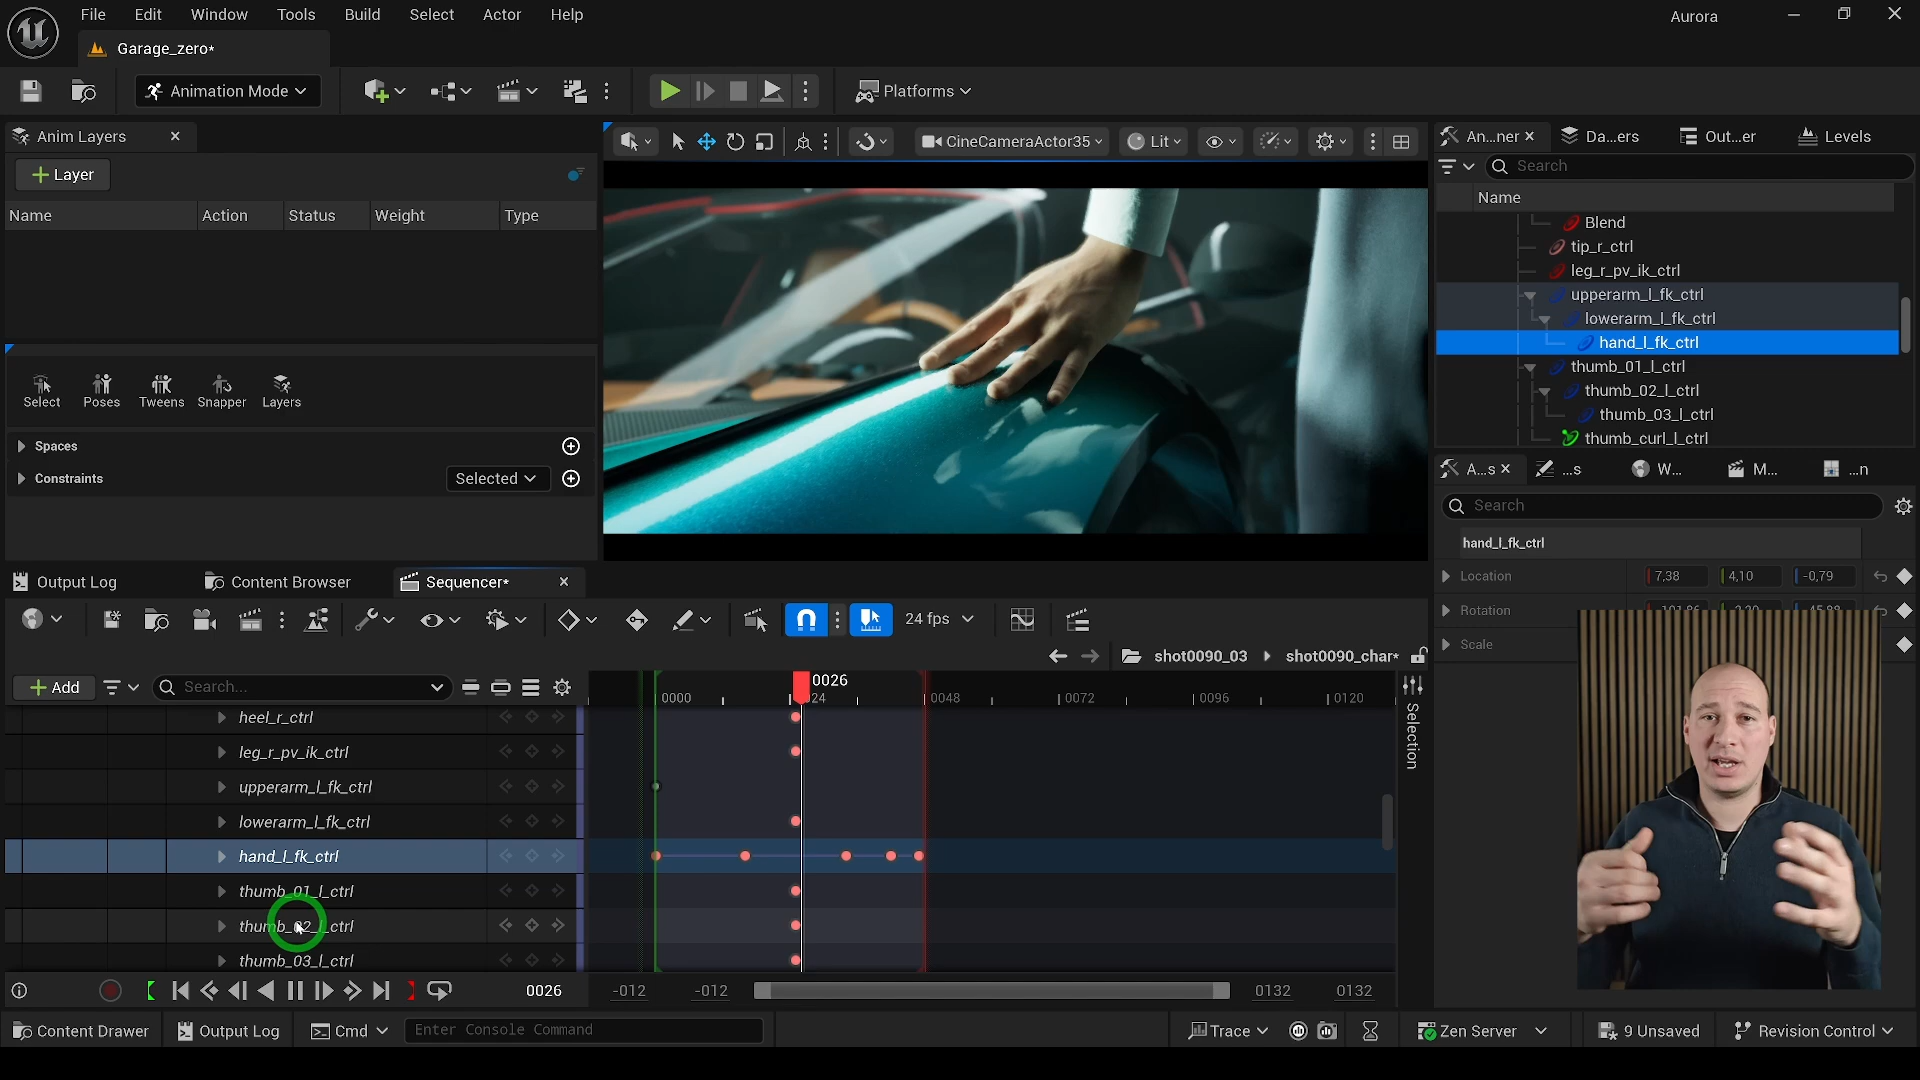 File Edit Window Tools Build Select Actor Help
Aurora
Garage_zero*
Animation Mode
Platforms
Anim Layers
Layer
Name Action Status Weight Type
Select Poses Tweens Snapper Layers
Spaces
Constraints
Selected
CineCameraActor35
Lit
An...ner Da...ers Out...er Levels
Search
Name
Blend
tip_r_ctrl
leg_r_pv_ik_ctrl
upperarm_l_fk_ctrl
lowerarm_l_fk_ctrl
hand_l_fk_ctrl
thumb_01_l_ctrl
thumb_02_l_ctrl
thumb_03_l_ctrl
thumb_curl_l_ctrl
A...s ...s W... M... ...n
Search
hand_l_fk_ctrl
Location 7,38 4,10 -0,79
Rotation
Scale
Output Log Content Browser Sequencer*
24 fps
shot0090_03 shot0090_char*
Add
Search...
0026
0000 24 0048 0072 0096 0120
Selection
heel_r_ctrl
leg_r_pv_ik_ctrl
upperarm_l_fk_ctrl
lowerarm_l_fk_ctrl
hand_l_fk_ctrl
thumb_01_l_ctrl
thumb_02_l_ctrl
thumb_03_l_ctrl
0026 -012 -012 0132 0132
Content Drawer Output Log Cmd Enter Console Command Trace Zen Server 9 Unsaved Revision Control